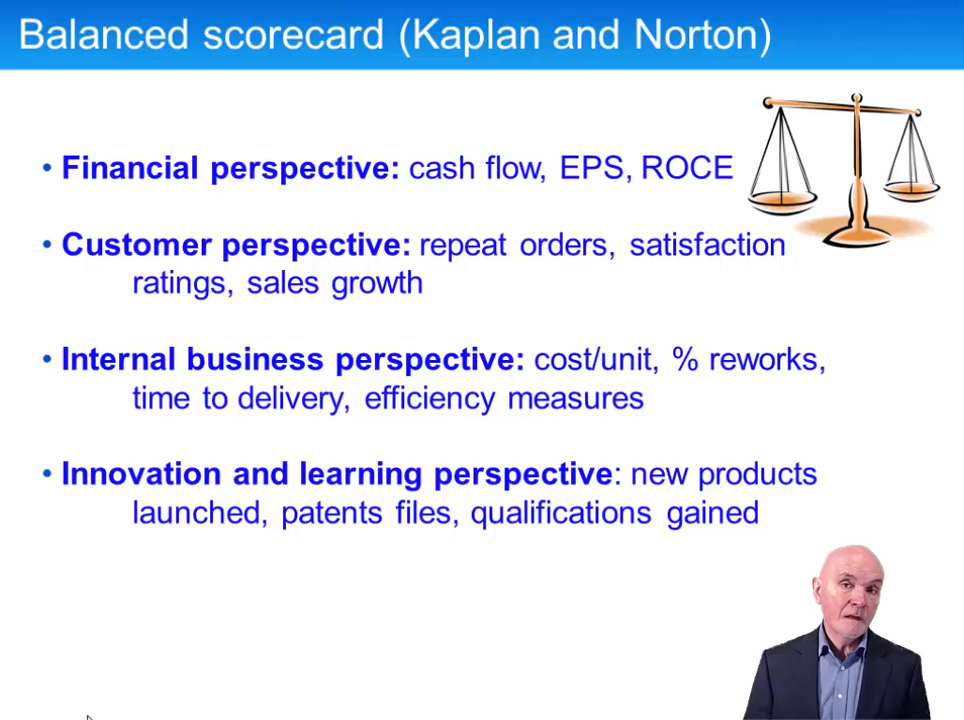 Balanced scorecard (Kaplan and Norton)
• Financial perspective: cash flow, EPS, ROCE
• Customer perspective: repeat orders, satisfaction
ratings, sales growth
• Internal business perspective: cost/unit, % reworks,
time to delivery, efficiency measures
• Innovation and learning perspective: new products
launched, patents files, qualifications gained